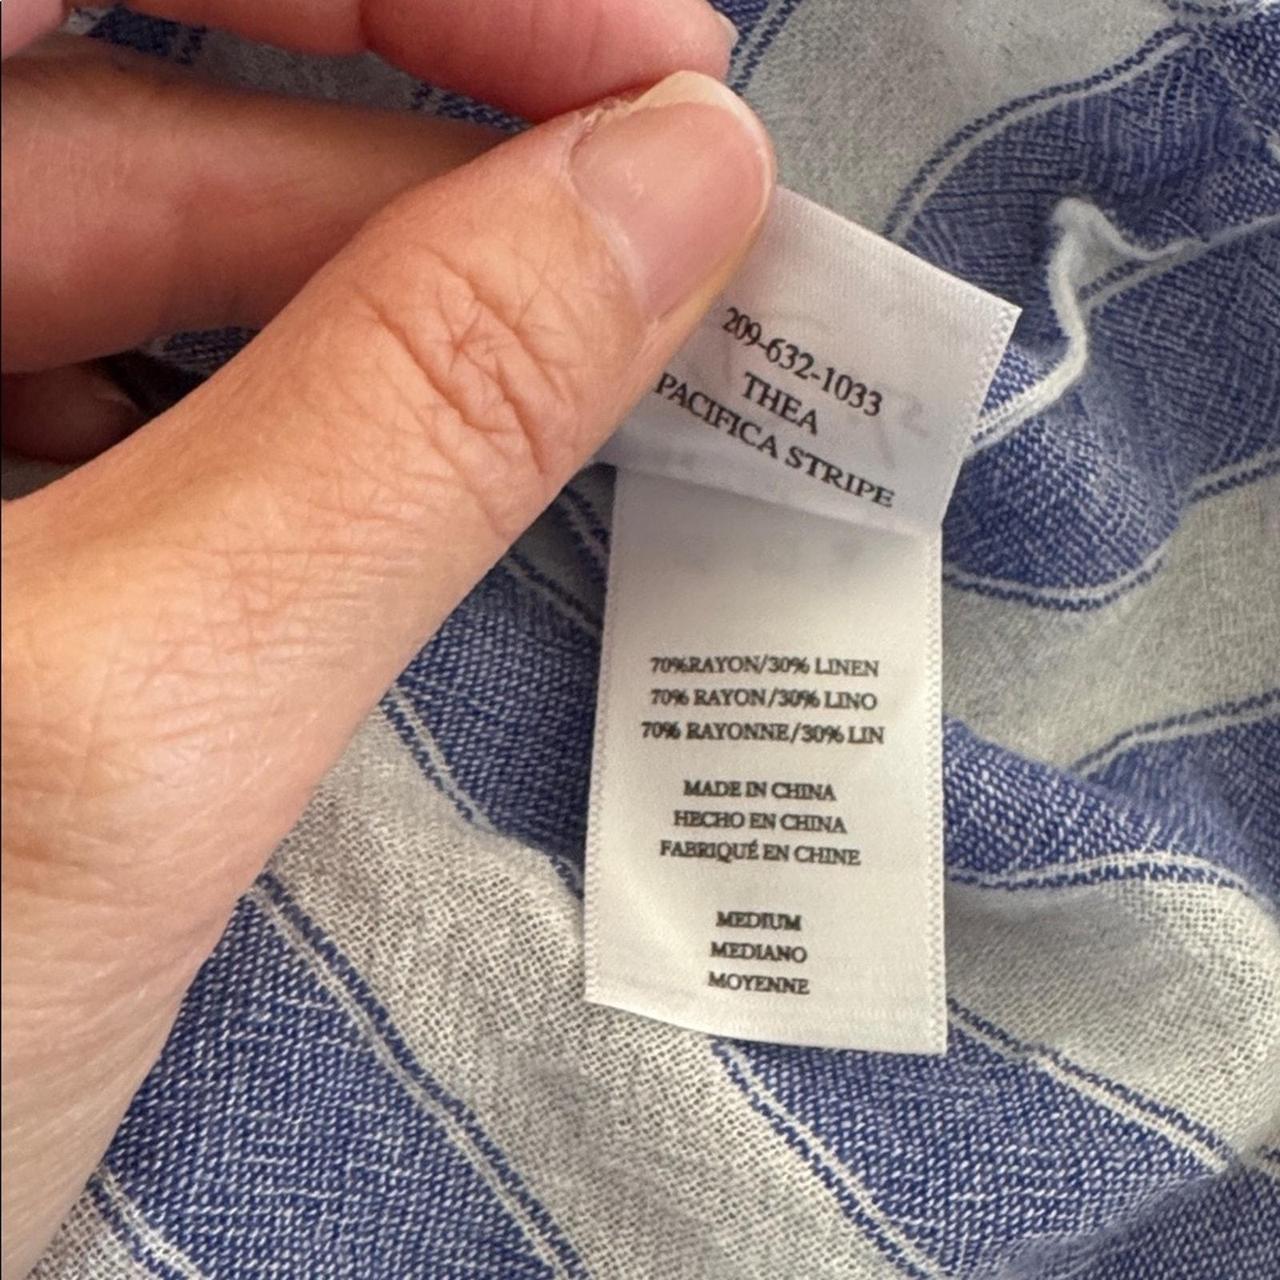 209-632-1033
THEA
PACIFICA STRIPE
70%RAYON/30% LINEN
70% RAYON/30% LINO
70% RAYONNE/30% LIN
MADE IN CHINA
HECHO EN CHINA
FABRIQUÉ EN CHINE
MEDIUM
MEDIANO
MOYENNE